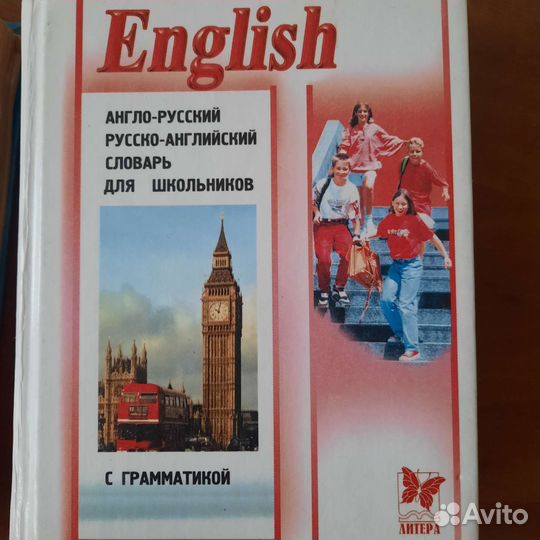 English
АНГЛО-РУССКИЙ
РУССКО-АНГЛИЙСКИЙ
СЛОВАРЬ
ДЛЯ ШКОЛЬНИКОВ
С ГРАММАТИКОЙ
ЛИТЕРА
Avito